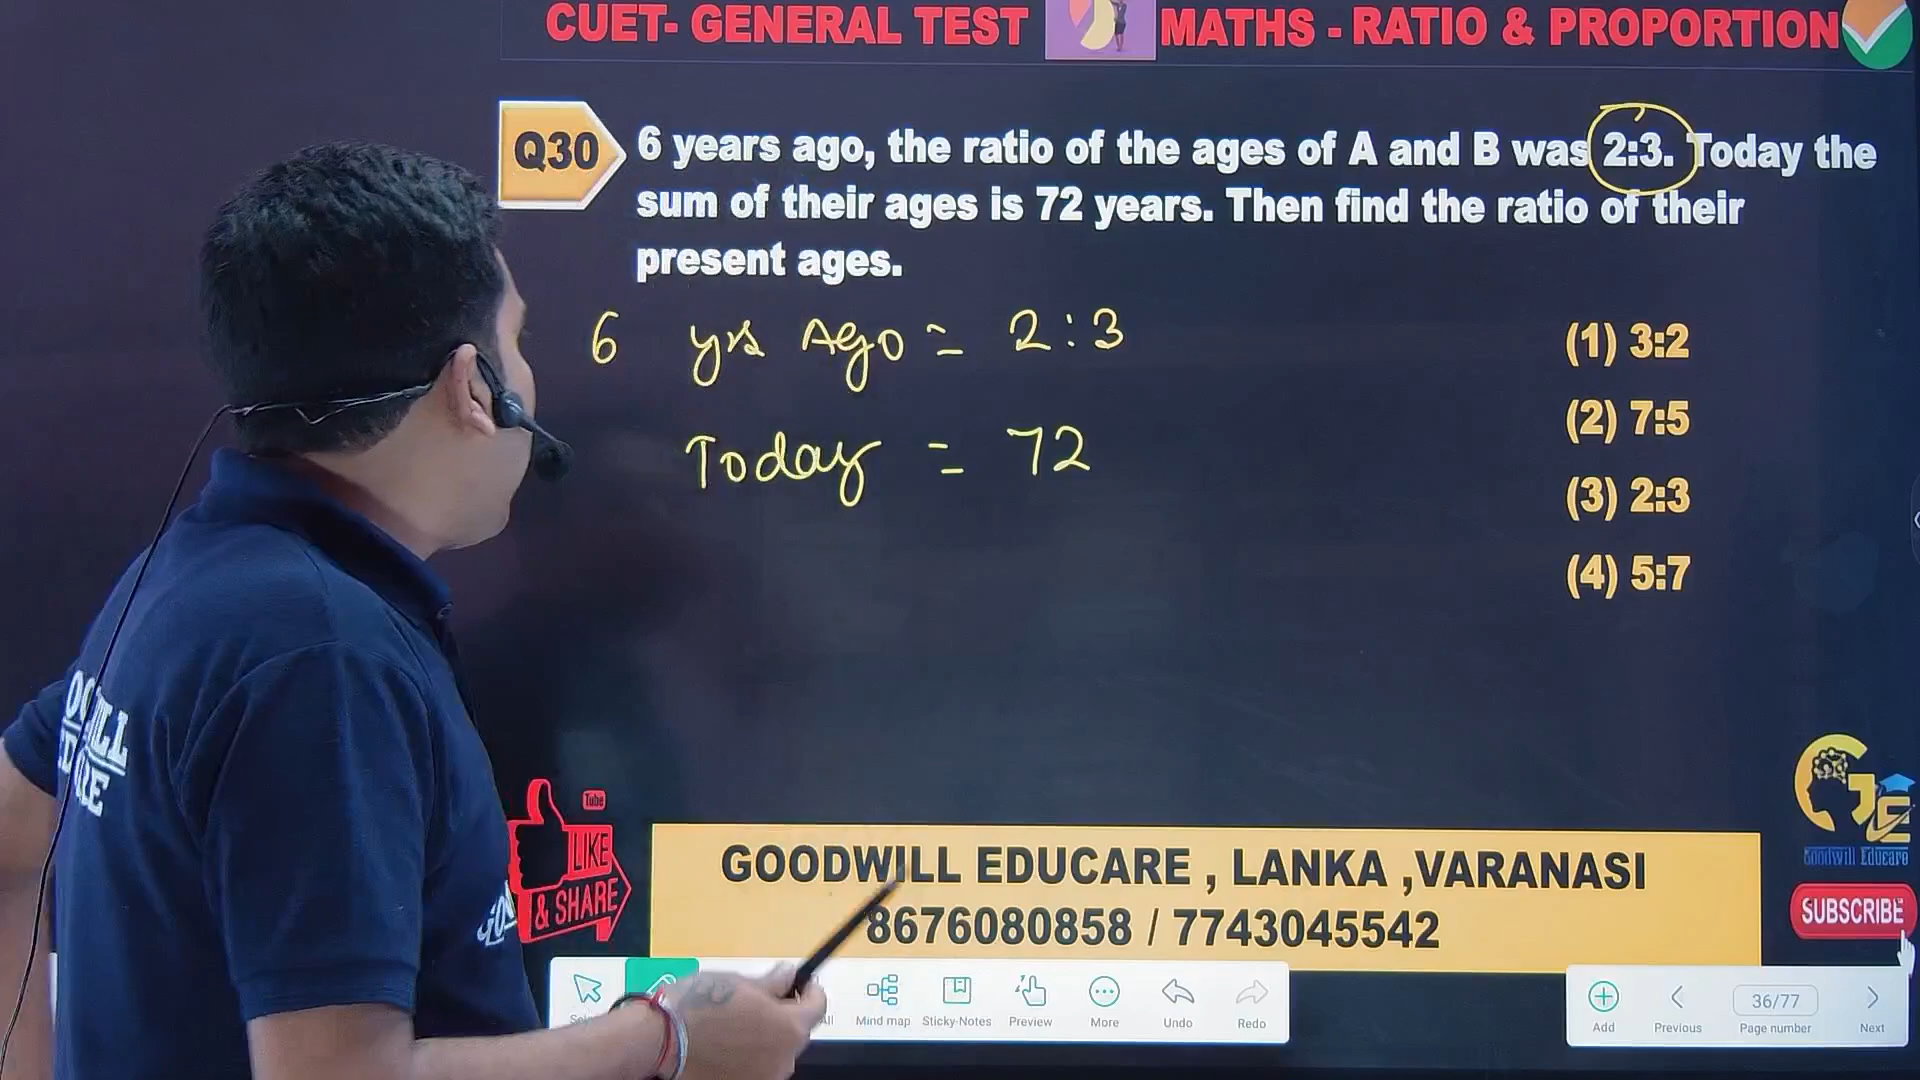 CUET- GENERAL TEST MATHS - RATIO & PROPORTION
Q30 6 years ago, the ratio of the ages of A and B was 2:3. Today the
sum of their ages is 72 years. Then find the ratio of their
present ages.
6 yrs Ago = 2:3
Today = 72
(1) 3:2
(2) 7:5
(3) 2:3
(4) 5:7
Tube
LIKE
& SHARE
GOODWILL EDUCARE , LANKA ,VARANASI
8676080858 / 7743045542
Goodwill Educare
SUBSCRIBE
Mind map Sticky-Notes Preview More Undo Redo
Add Previous 36/77 Page number Next